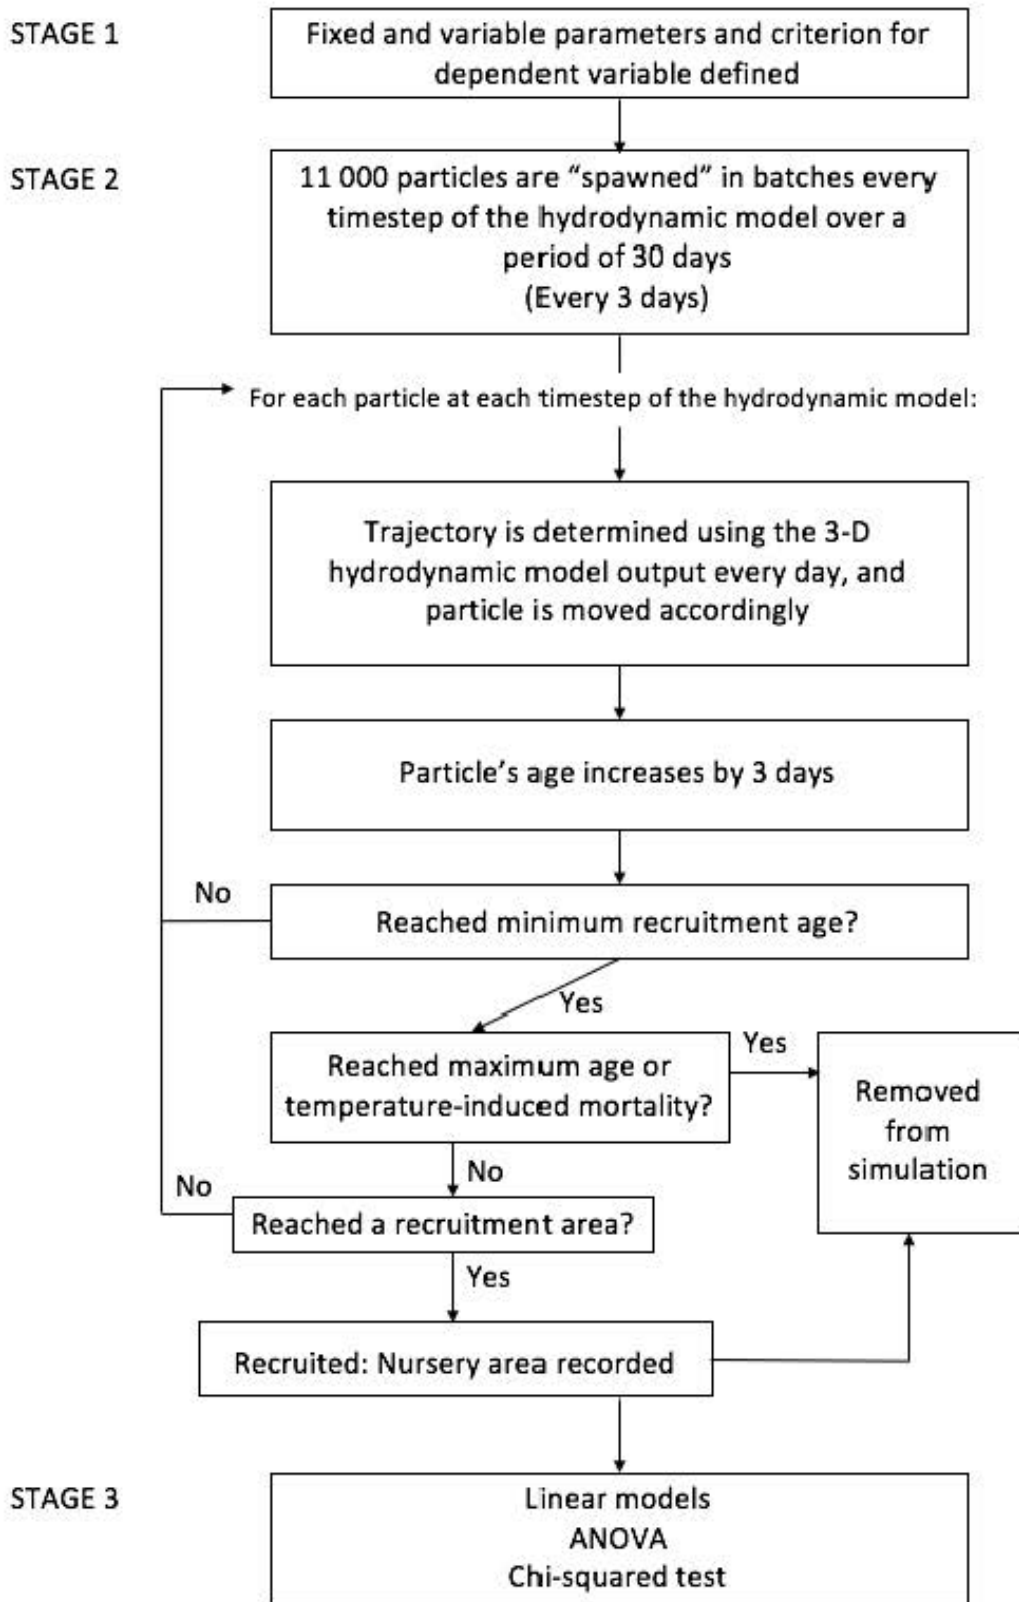 STAGE 1
Fixed and variable parameters and criterion for
dependent variable defined
STAGE 2
11 000 particles are “spawned” in batches every
timestep of the hydrodynamic model over a
period of 30 days
(Every 3 days)
For each particle at each timestep of the hydrodynamic model:
Trajectory is determined using the 3-D
hydrodynamic model output every day, and
particle is moved accordingly
Particle’s age increases by 3 days
No
Reached minimum recruitment age?
Yes
Reached maximum age or
temperature-induced mortality?
Yes
Removed
from
simulation
No
No
Reached a recruitment area?
Yes
Recruited: Nursery area recorded
STAGE 3
Linear models
ANOVA
Chi-squared test